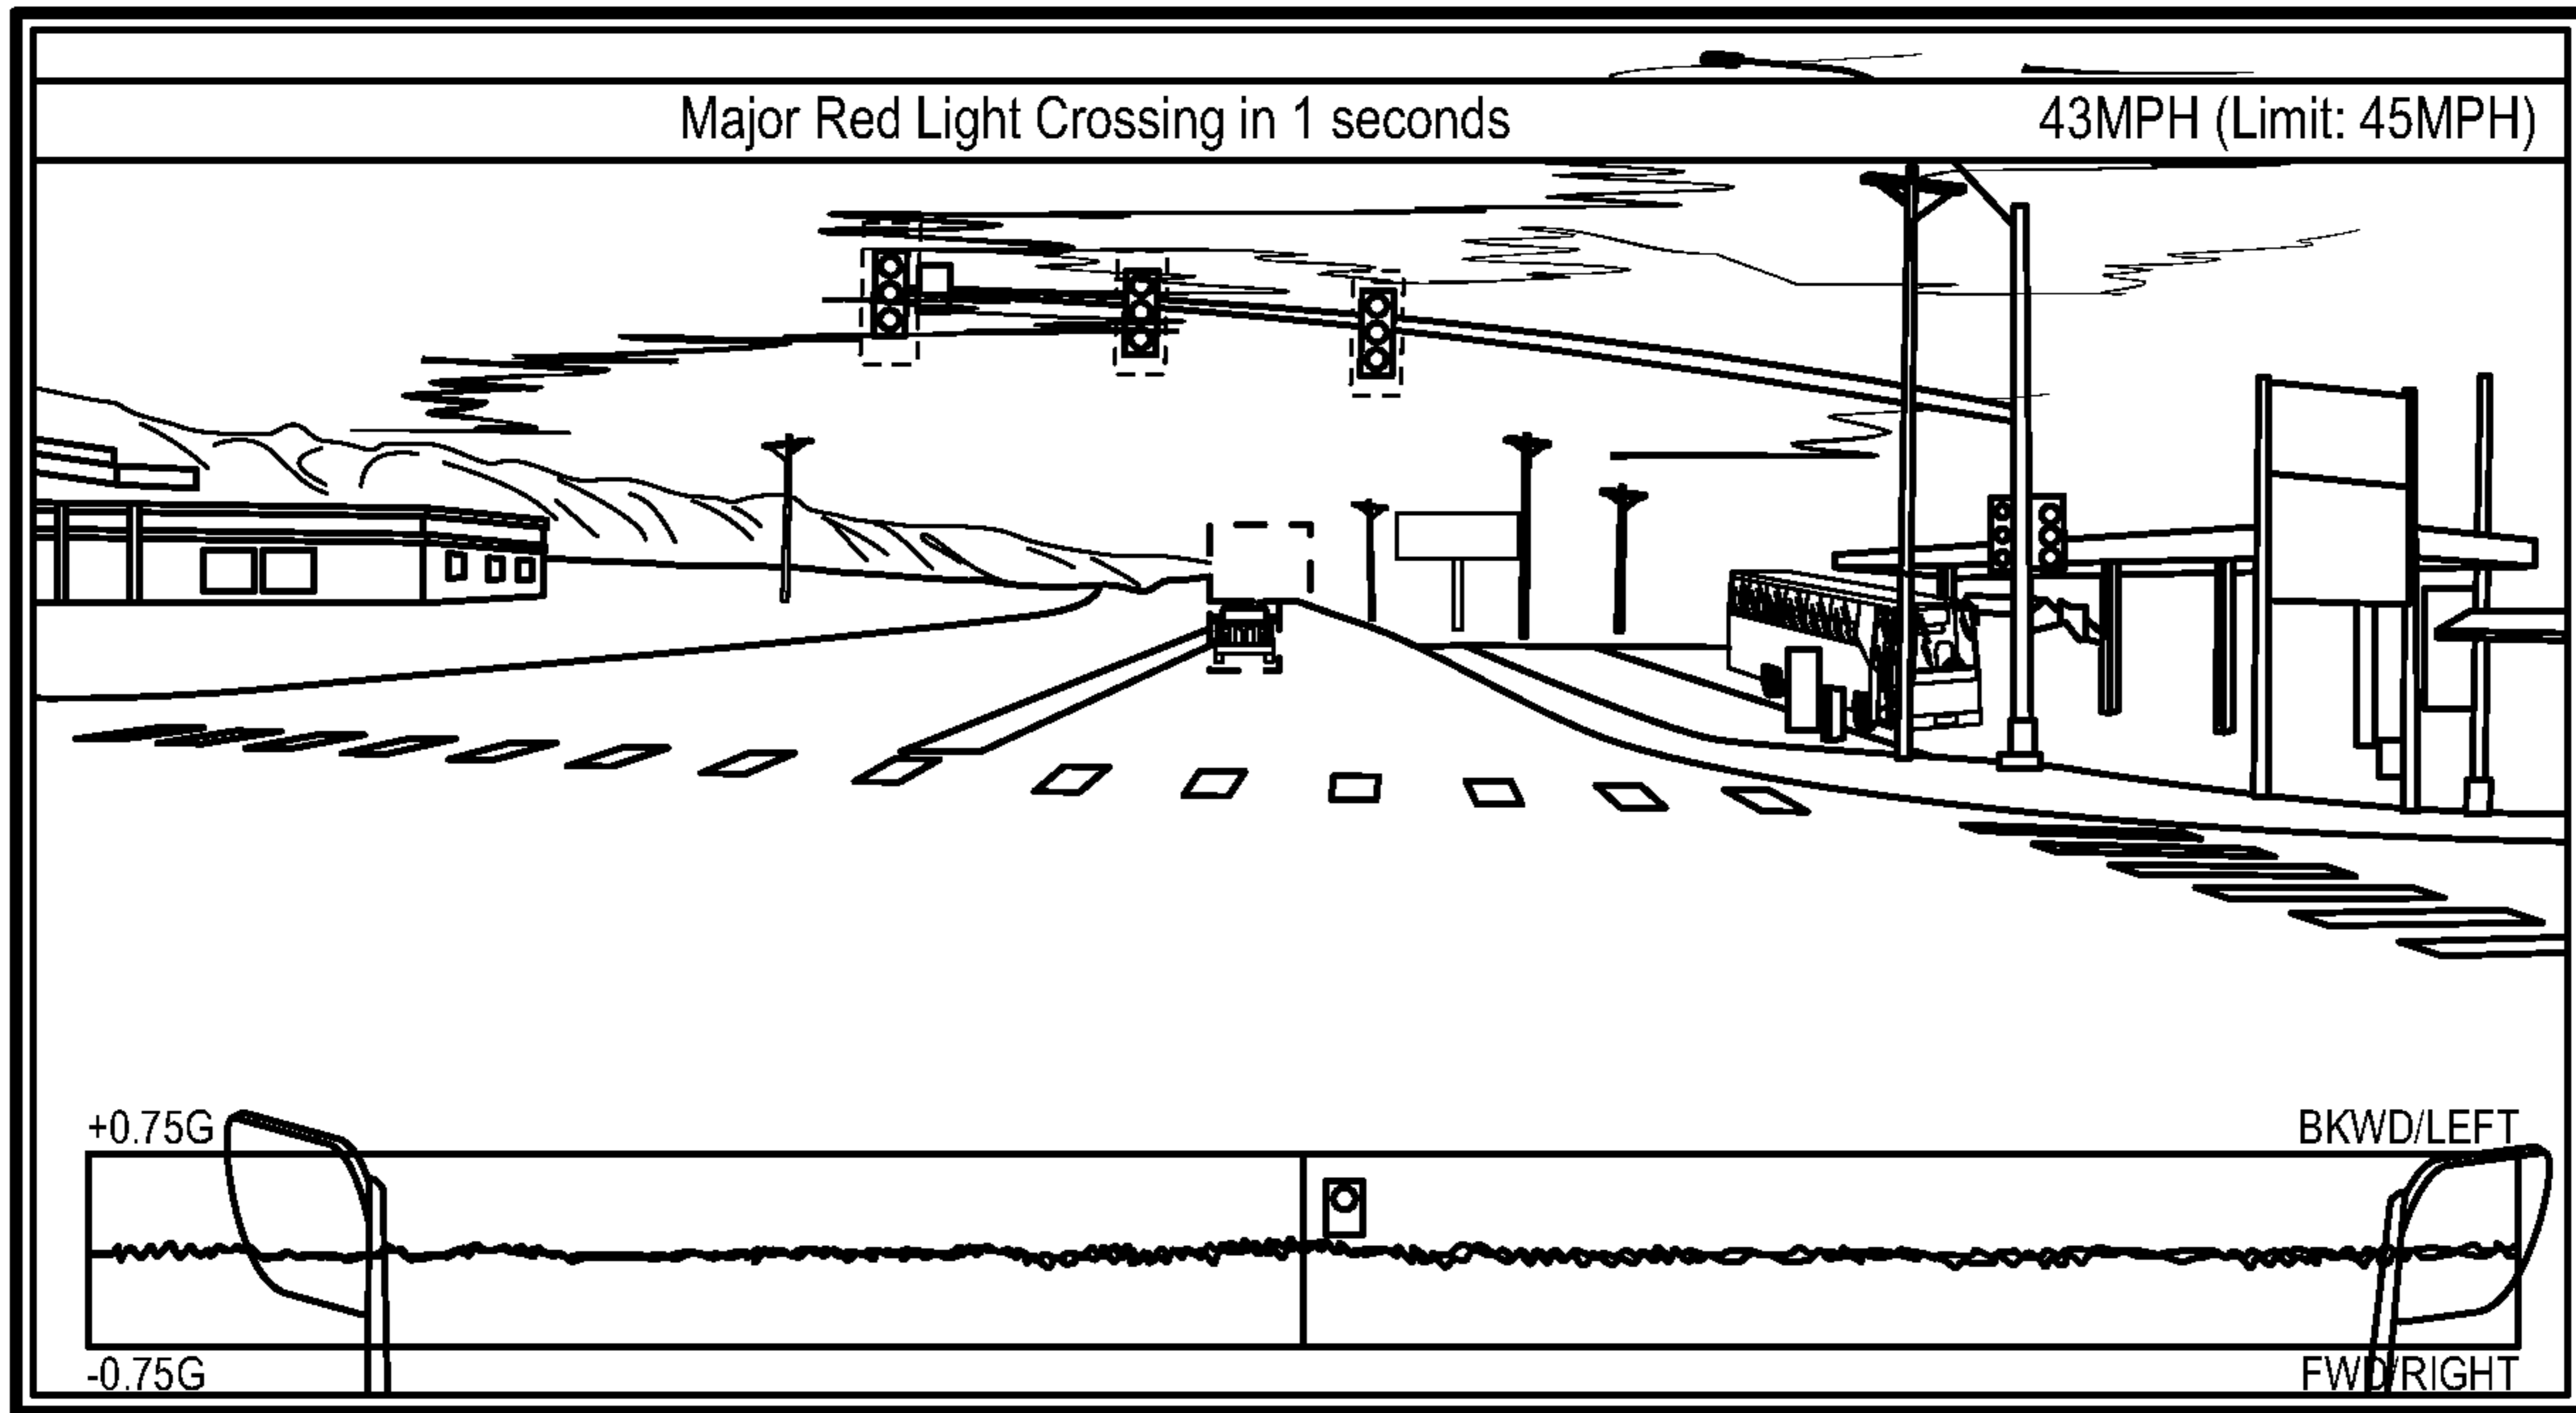 Major Red Light Crossing in 1 seconds
43MPH (Limit: 45MPH)
+0.75G
BKWD/LEFT
-0.75G
FWD/RIGHT